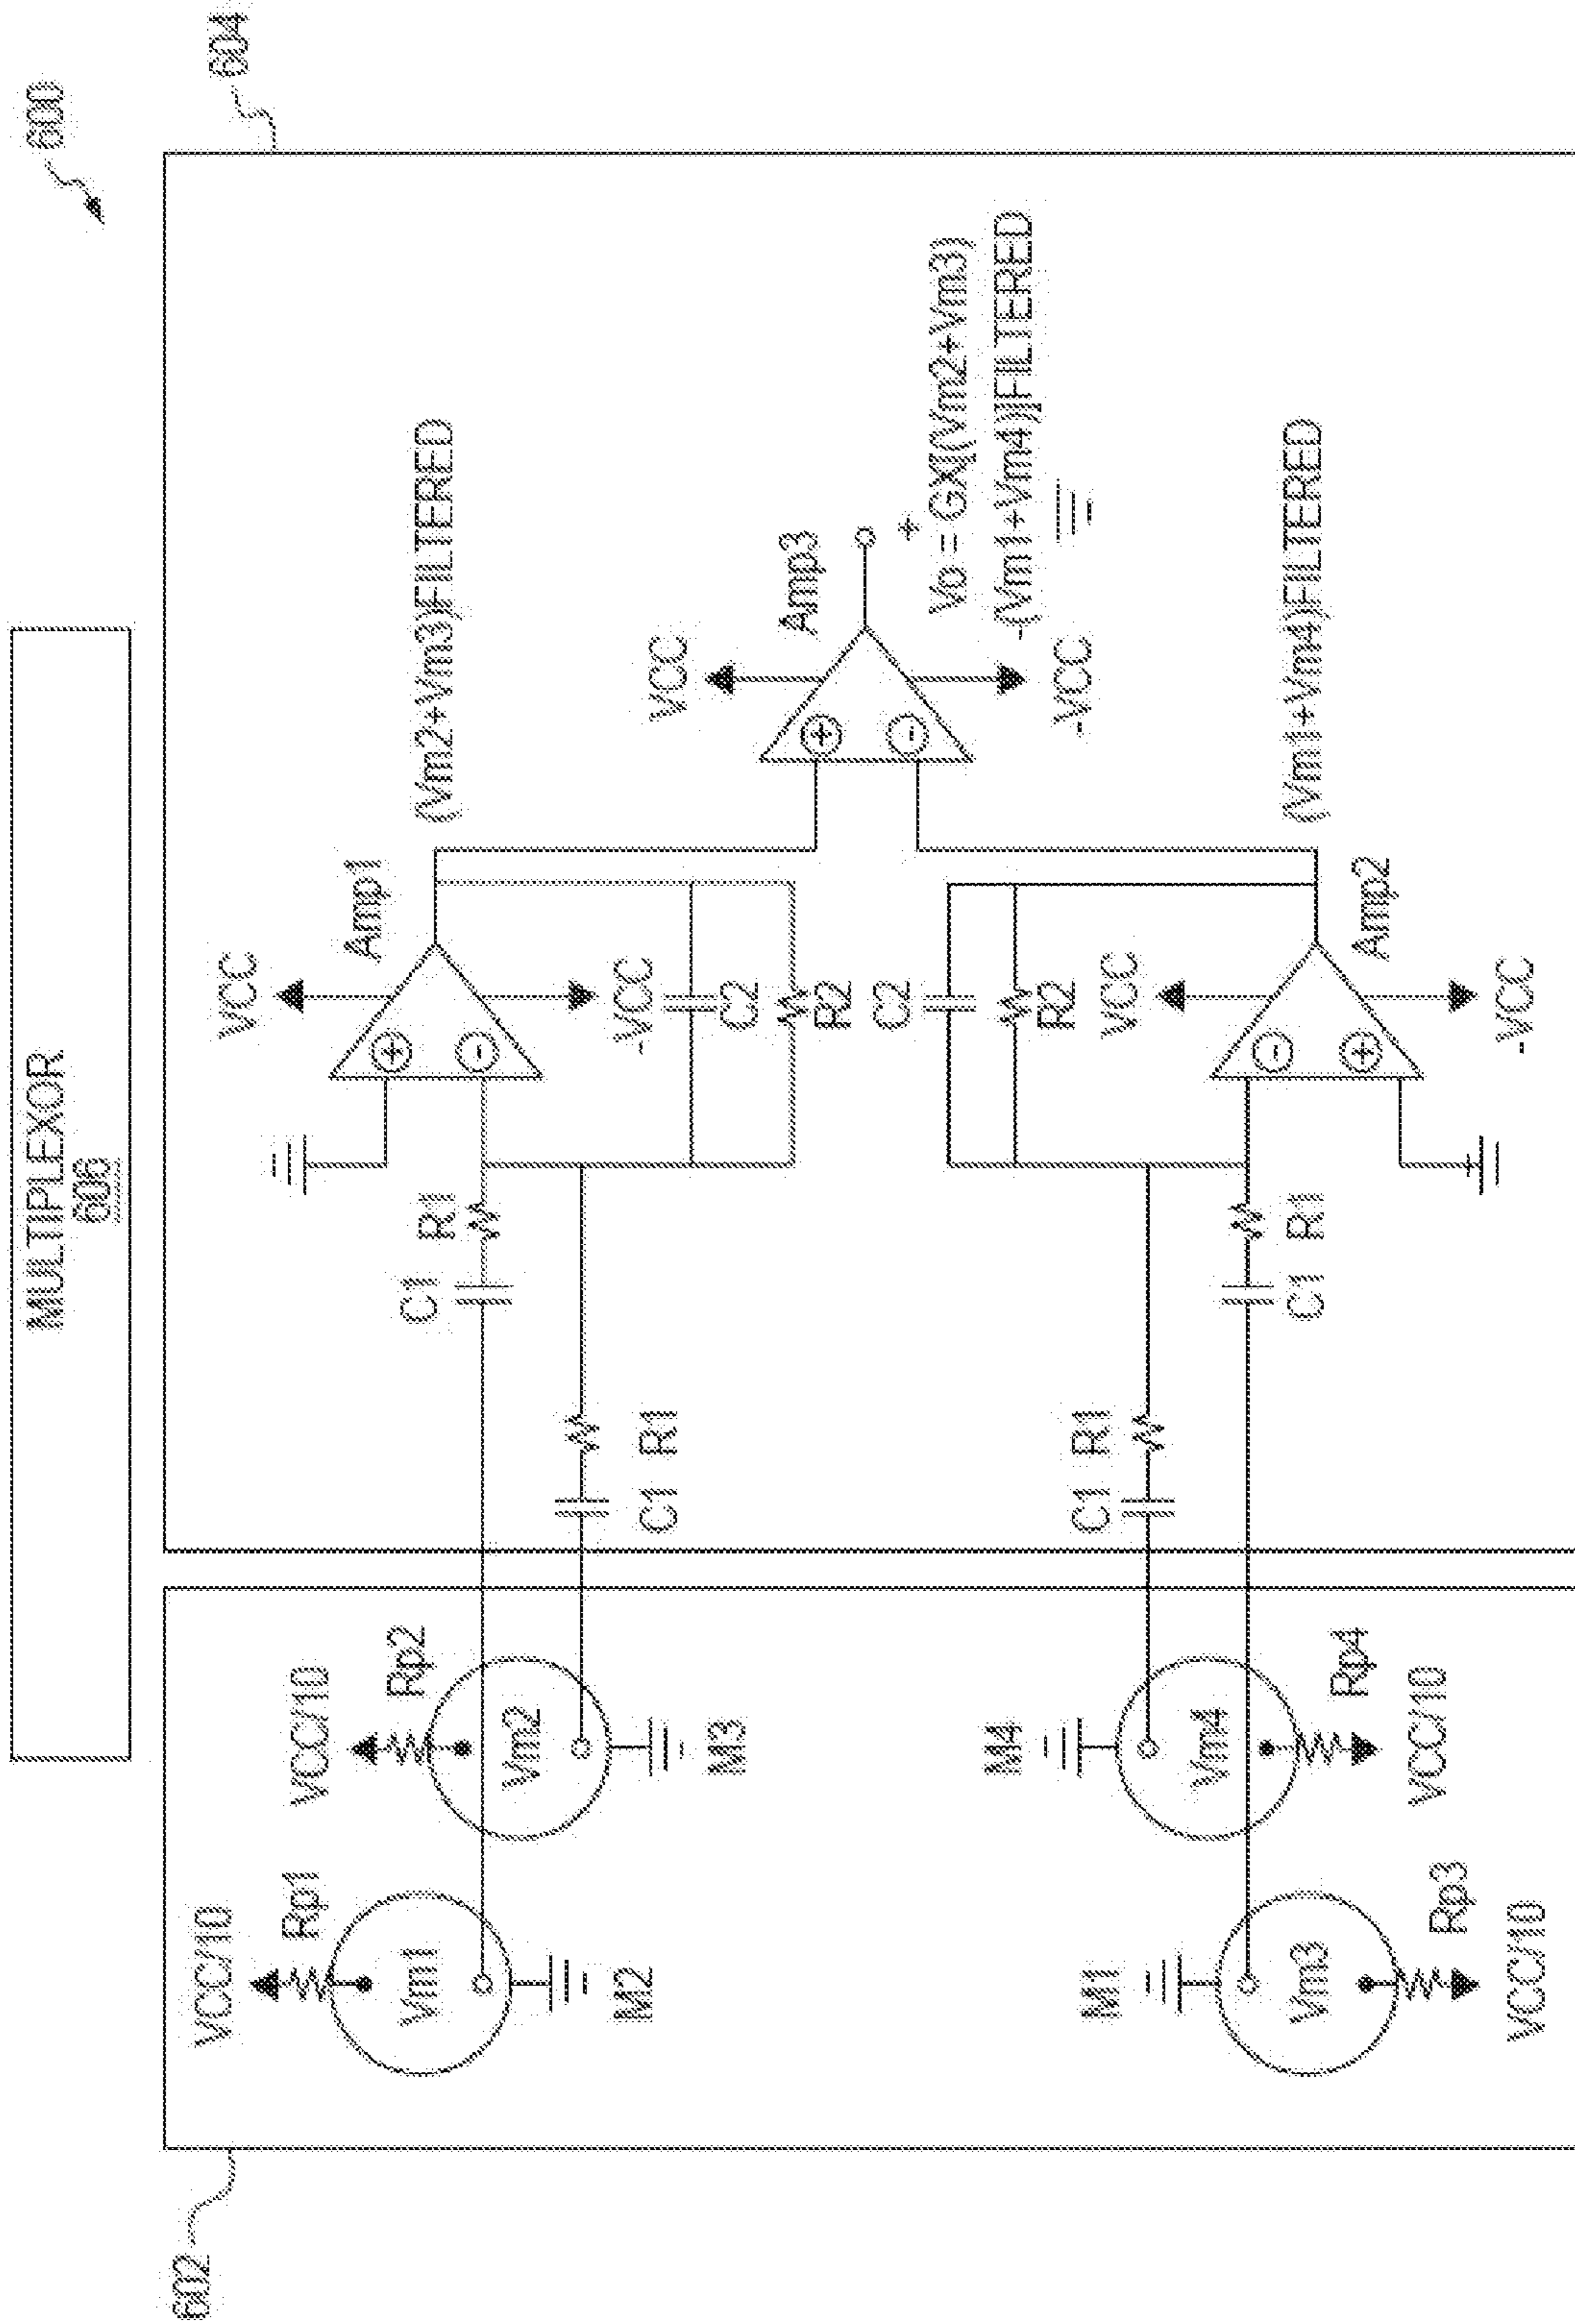 600
MULTIPLEXOR
606
602
604
VCC/10
Rp1
Vm1
M2
VCC/10
Rp2
Vm2
M3
M1
Vm3
Rp3
VCC/10
M4
Vm4
Rp4
VCC/10
C1
R1
C1
R1
C1
R1
C1
R1
VCC
Amp1
+
-
-VCC
C2
R2
(Vm2+Vm3)FILTERED
C2
R2
VCC
-
+
Amp2
-VCC
(Vm1+Vm4)FILTERED
VCC
Amp3
+
-
-VCC
+
Vo = GX[(Vm2+Vm3)
-(Vm1+Vm4)]FILTERED